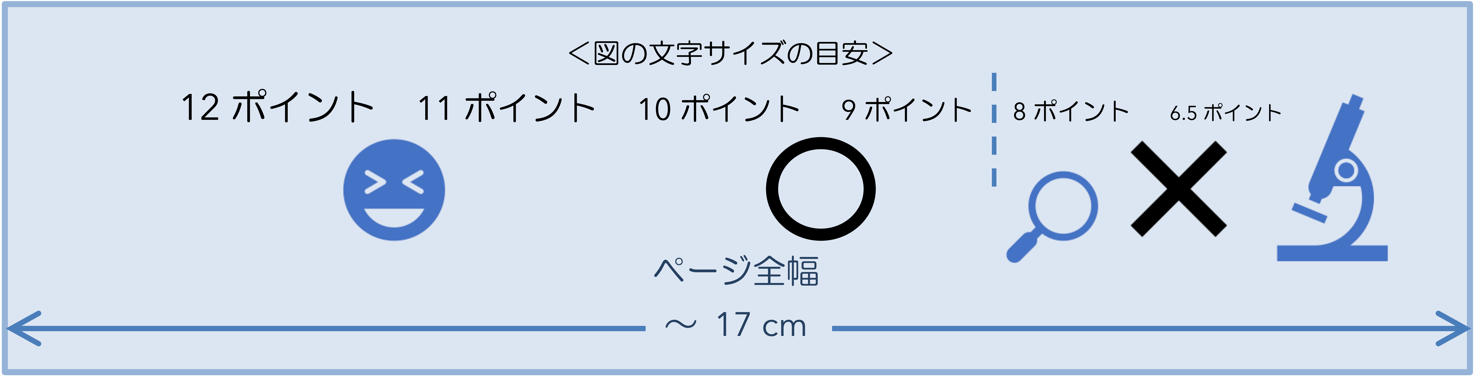 ＜図の文字サイズの目安＞
12 ポイント 11 ポイント 10 ポイント 9 ポイント 8 ポイント 6.5 ポイント
ページ全幅
～ 17 cm